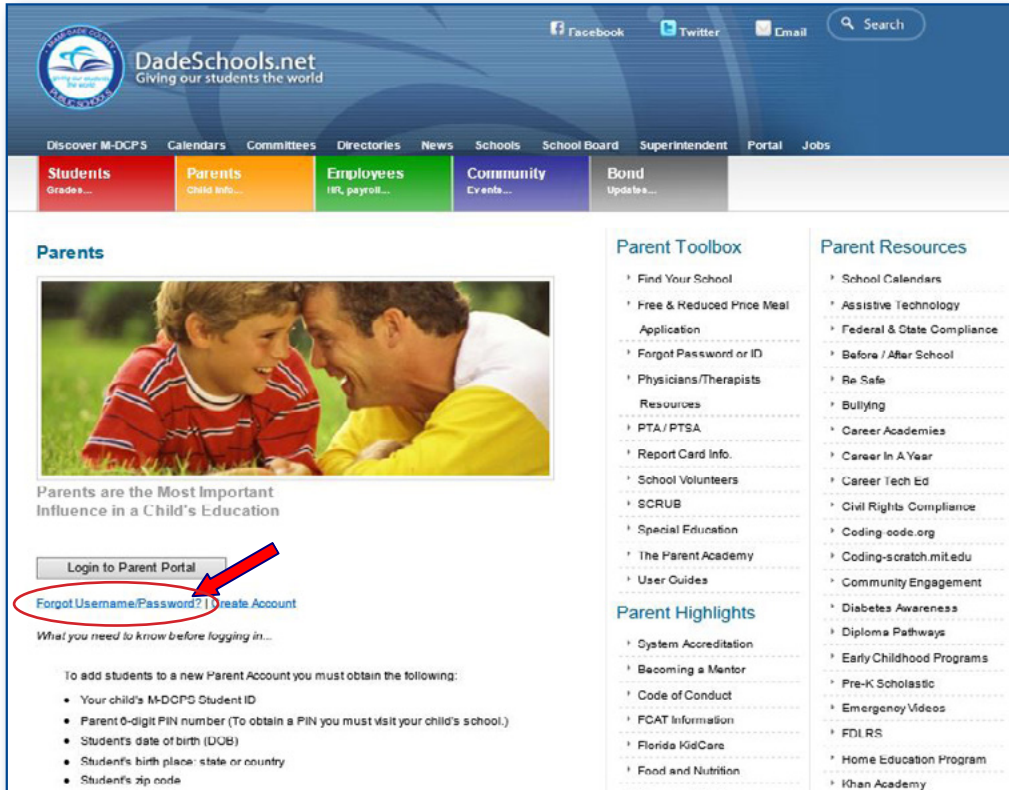 Facebook
Twitter
Email
Search
MIAMI-DADE COUNTY
giving our students
the world
PUBLIC SCHOOLS
DadeSchools.net
Giving our students the world
Discover M-DCPS Calendars Committees Directories News Schools School Board Superintendent Portal Jobs
Students
Grades...
Parents
Child info...
Employees
HR, payroll...
Community
Events...
Bond
Updates...
Parents
Parents are the Most Important
Influence in a Child's Education
Login to Parent Portal
Forgot Username/Password? | Create Account
What you need to know before logging in...
To add students to a new Parent Account you must obtain the following:
• Your child's M-DCPS Student ID
• Parent 6-digit PIN number (To obtain a PIN you must visit your child's school.)
• Student's date of birth (DOB)
• Student's birth place: state or country
• Student's zip code
Parent Toolbox
Find Your School
Free & Reduced Price Meal
Application
Forgot Password or ID
Physicians/Therapists
Resources
PTA / PTSA
Report Card Info.
School Volunteers
SCRUB
Special Education
The Parent Academy
User Guides
Parent Highlights
System Accreditation
Becoming a Mentor
Code of Conduct
FCAT Information
Florida KidCare
Food and Nutrition
Parent Resources
School Calendars
Assistive Technology
Federal & State Compliance
Before / After School
Be Safe
Bullying
Career Academies
Career In A Year
Career Tech Ed
Civil Rights Compliance
Coding-code.org
Coding-scratch.mit.edu
Community Engagement
Diabetes Awareness
Diploma Pathways
Early Childhood Programs
Pre-K Scholastic
Emergency Videos
FDLRS
Home Education Program
Khan Academy